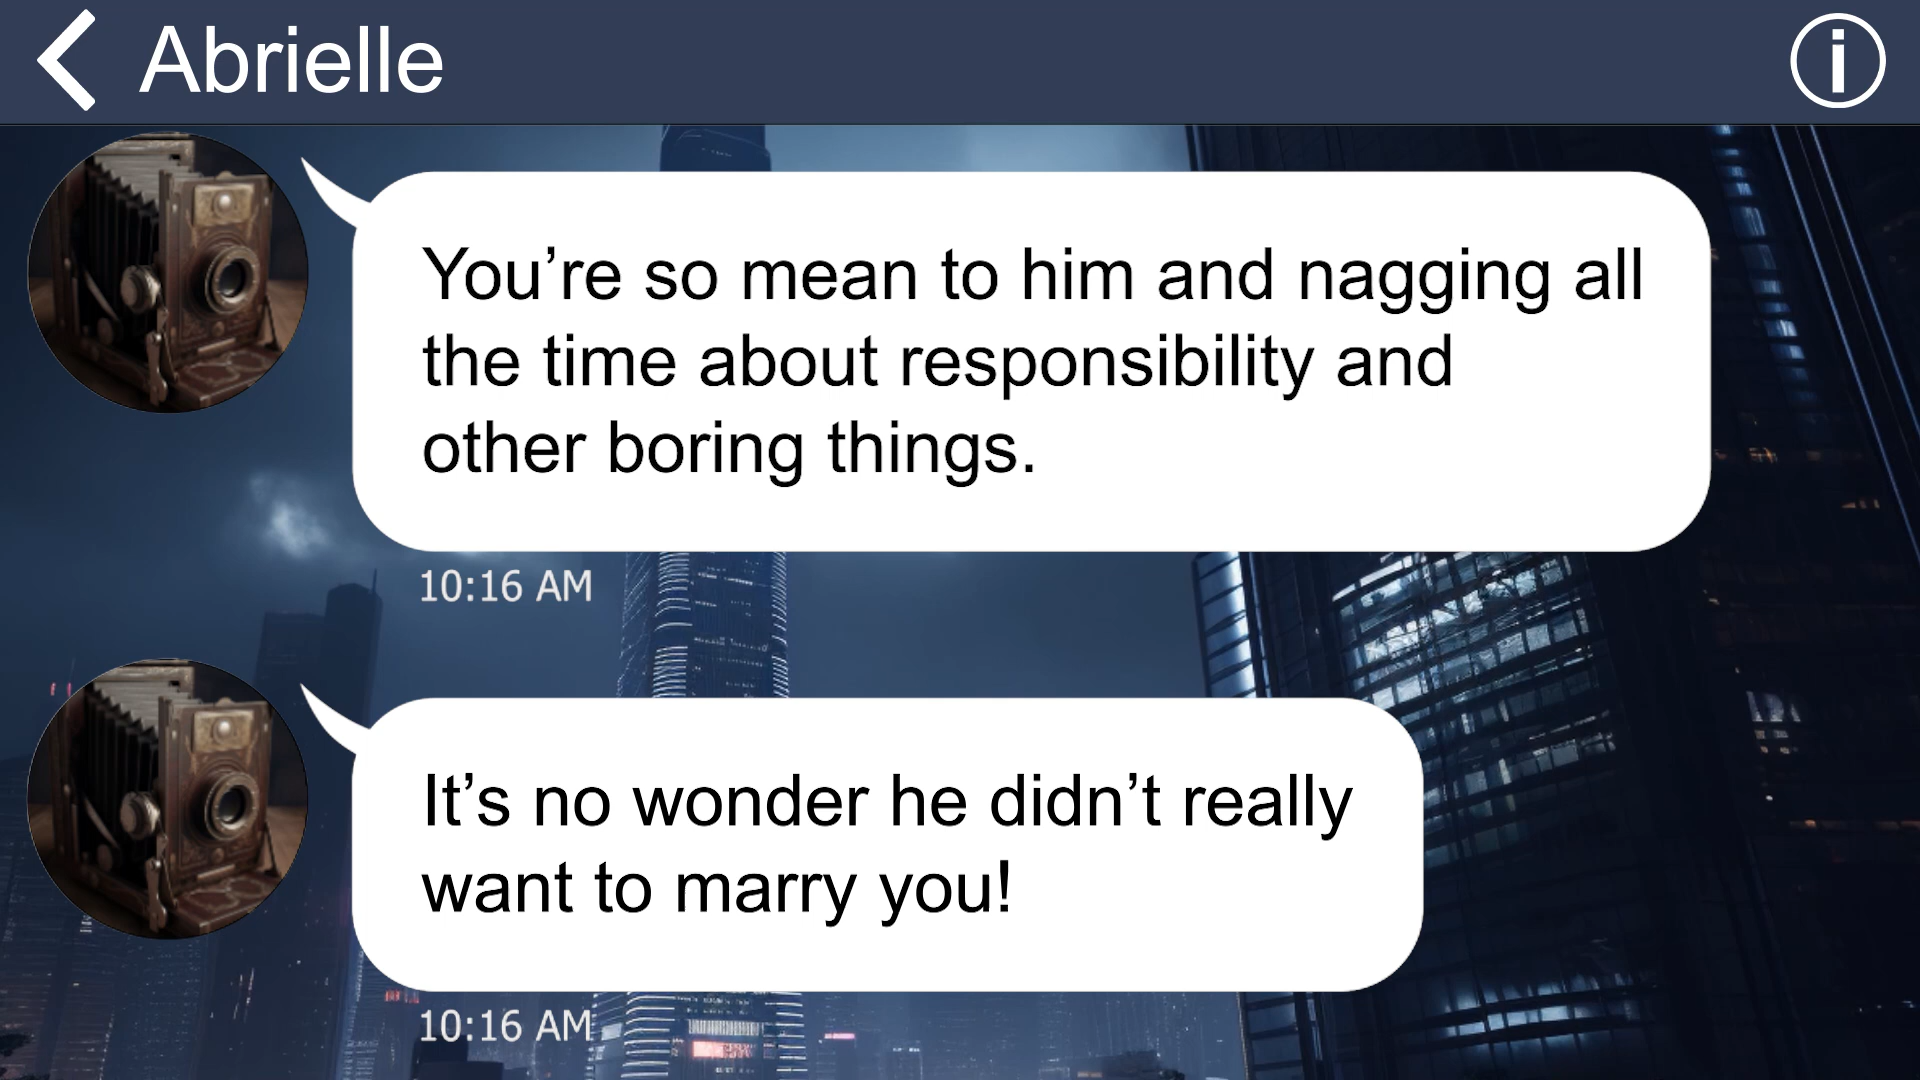 Abrielle
You’re so mean to him and nagging all
the time about responsibility and
other boring things.
10:16 AM
It’s no wonder he didn’t really
want to marry you!
10:16 AM